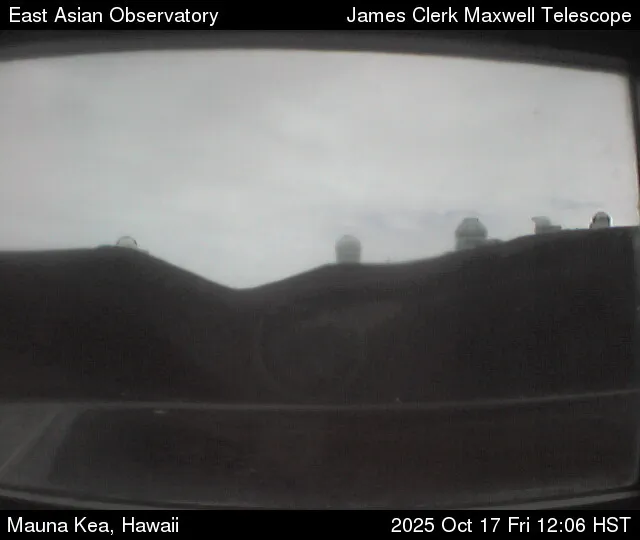 East Asian Observatory
James Clerk Maxwell Telescope
Mauna Kea, Hawaii
2025 Oct 17 Fri 12:06 HST